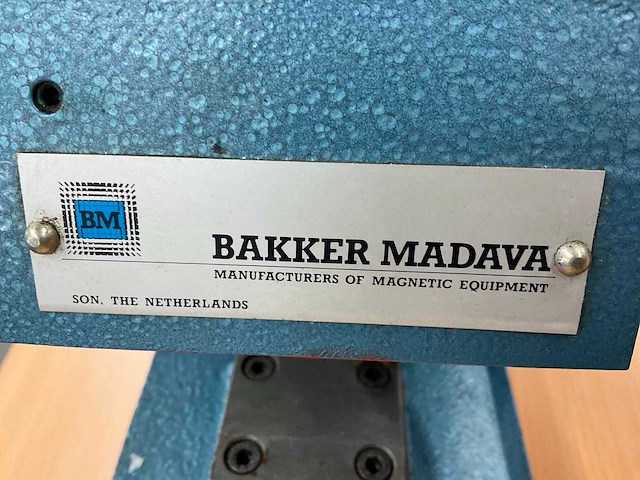 BM
BAKKER MADAVA
MANUFACTURERS OF MAGNETIC EQUIPMENT
SON, THE NETHERLANDS